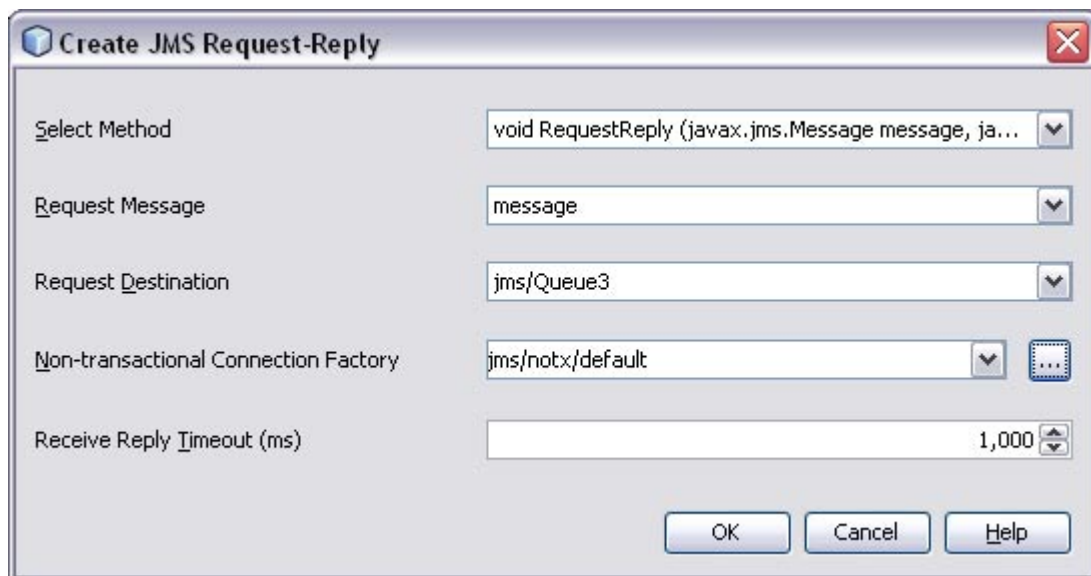 Create JMS Request-Reply
Select Method
void RequestReply (javax.jms.Message message, ja...
Request Message
message
Request Destination
jms/Queue3
Non-transactional Connection Factory
jms/notx/default
...
Receive Reply Timeout (ms)
1,000
OK
Cancel
Help